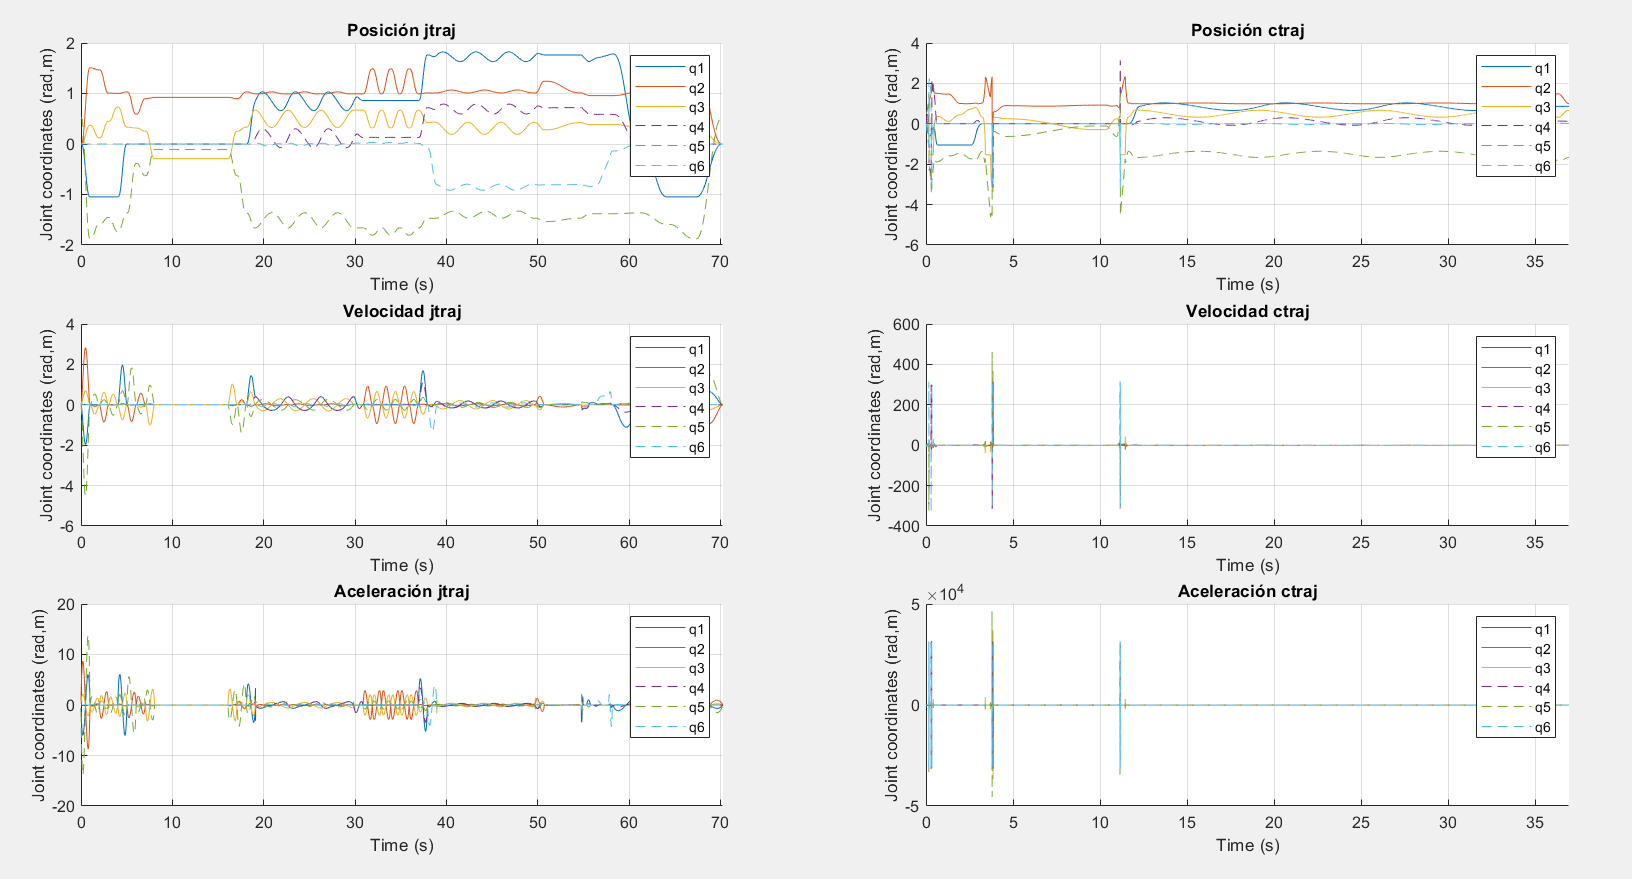 Posición jtraj
Joint coordinates (rad,m)
2
1
0
-1
-2
0 10 20 30 40 50 60 70
Time (s)
q1
q2
q3
q4
q5
q6
Posición ctraj
Joint coordinates (rad,m)
4
2
0
-2
-4
-6
0 5 10 15 20 25 30 35
Time (s)
q1
q2
q3
q4
q5
q6
Velocidad jtraj
Joint coordinates (rad,m)
4
2
0
-2
-4
-6
0 10 20 30 40 50 60 70
Time (s)
q1
q2
q3
q4
q5
q6
Velocidad ctraj
Joint coordinates (rad,m)
600
400
200
0
-200
-400
0 5 10 15 20 25 30 35
Time (s)
q1
q2
q3
q4
q5
q6
Aceleración jtraj
Joint coordinates (rad,m)
20
10
0
-10
-20
0 10 20 30 40 50 60 70
Time (s)
q1
q2
q3
q4
q5
q6
Aceleración ctraj
×10⁴
Joint coordinates (rad,m)
5
0
-5
0 5 10 15 20 25 30 35
Time (s)
q1
q2
q3
q4
q5
q6